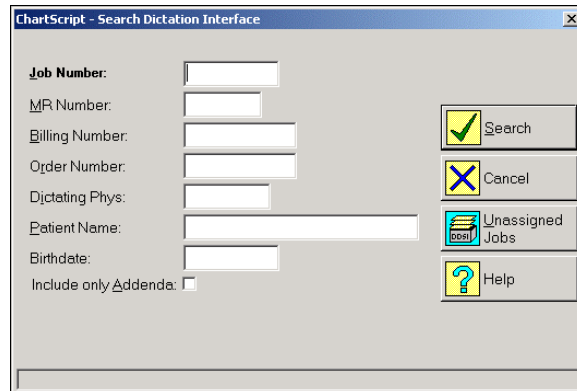 ChartScript - Search Dictation Interface
Job Number:
MR Number:
Billing Number:
Order Number:
Dictating Phys:
Patient Name:
Birthdate:
Include only Addenda:
Search
Cancel
DDSI
Unassigned
Jobs
Help